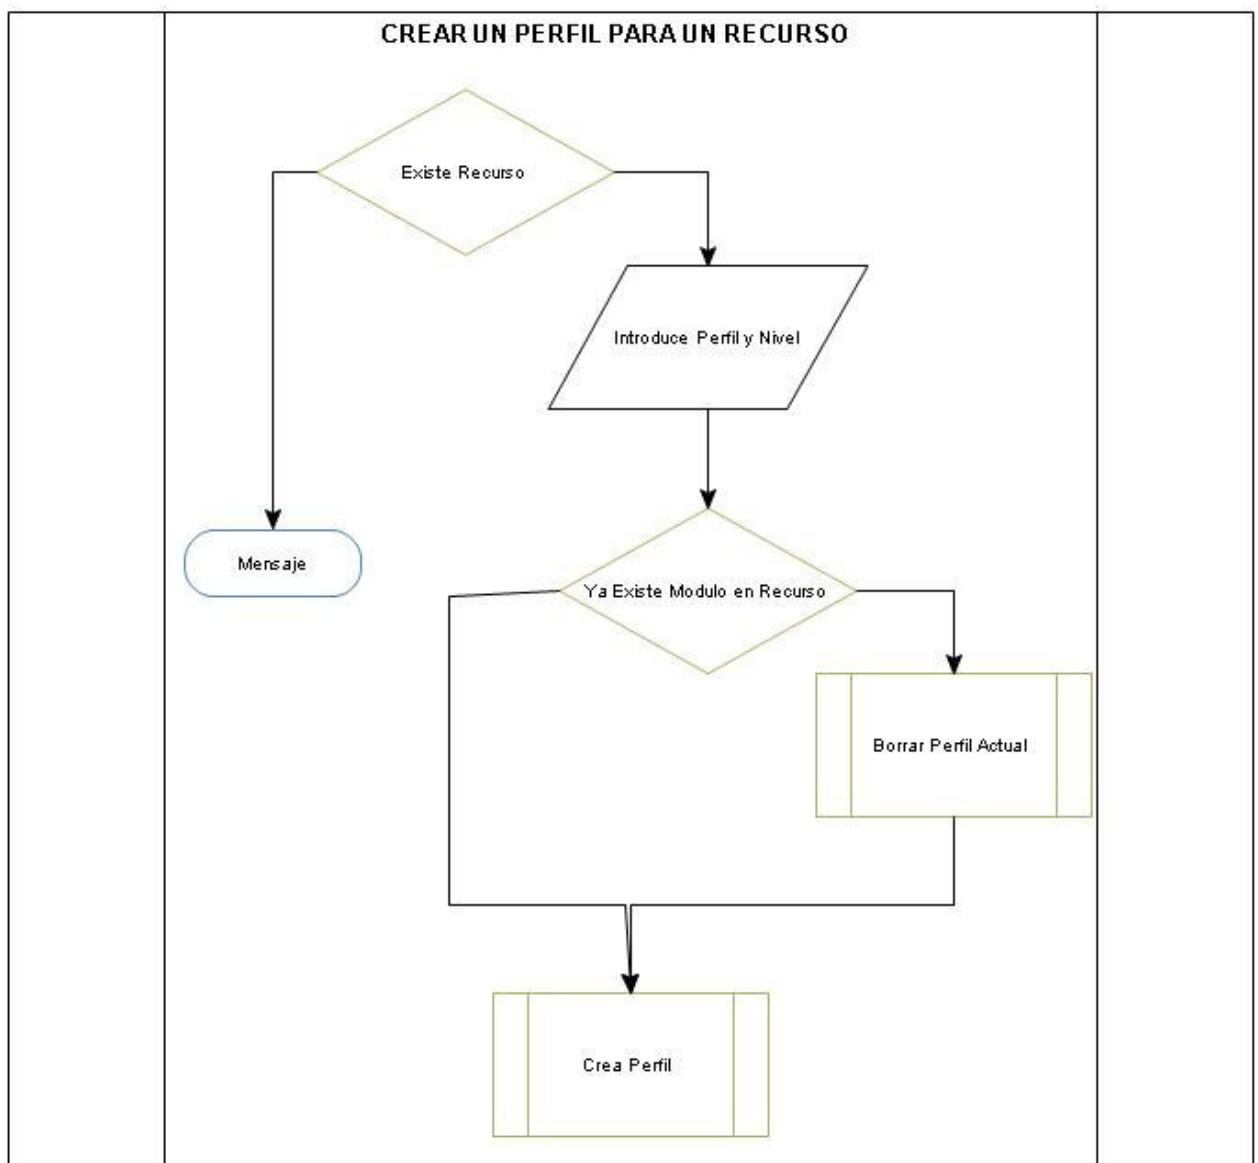 CREAR UN PERFIL PARA UN RECURSO
Existe Recurso
Introduce Perfil y Nivel
Mensaje
Ya Existe Modulo en Recurso
Borrar Perfil Actual
Crea Perfil